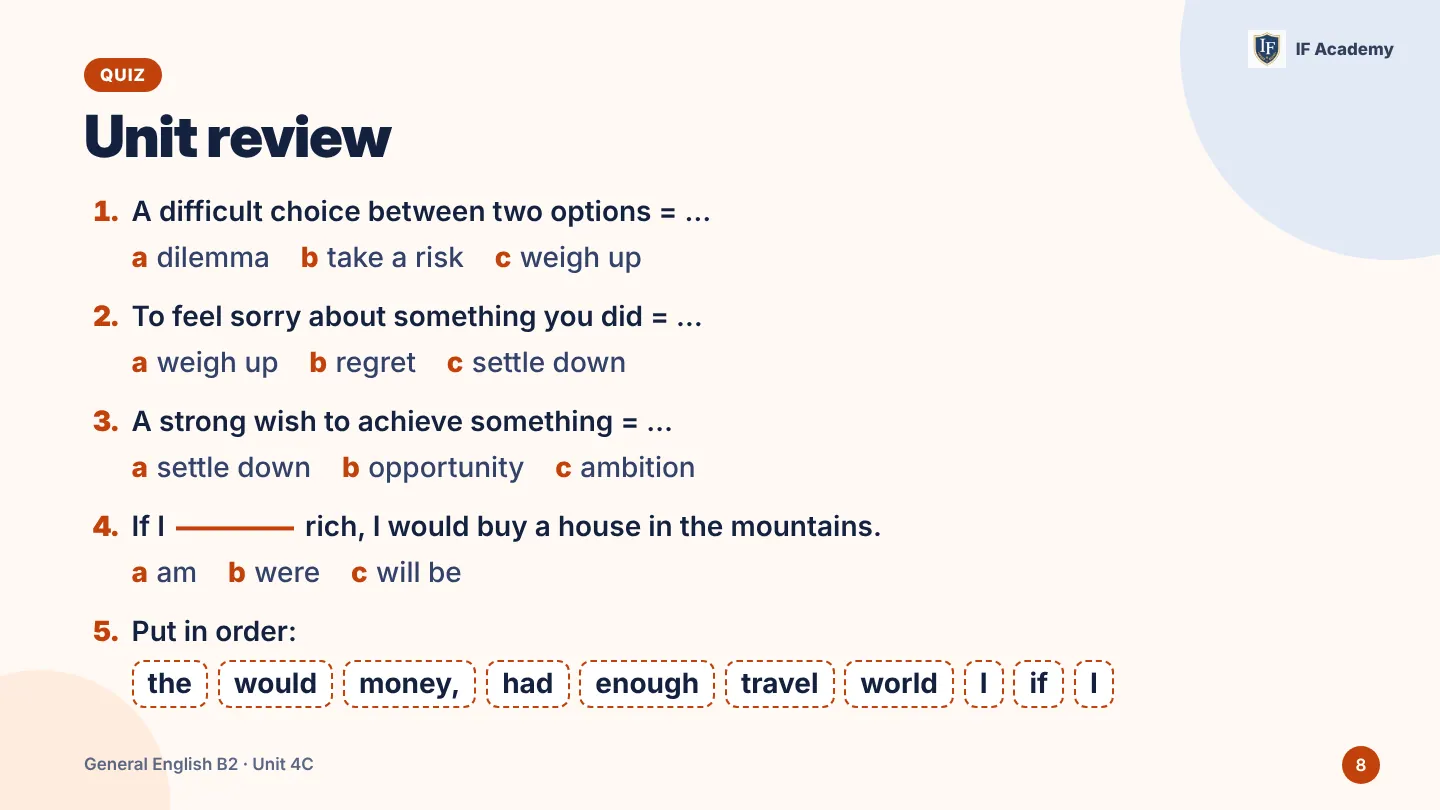 IF
IF Academy
QUIZ
Unit review
1. A difficult choice between two options = ...
a dilemma b take a risk c weigh up
2. To feel sorry about something you did = ...
a weigh up b regret c settle down
3. A strong wish to achieve something = ...
a settle down b opportunity c ambition
4. If I ______ rich, I would buy a house in the mountains.
a am b were c will be
5. Put in order:
the would money, had enough travel world I if I
General English B2 · Unit 4C
8